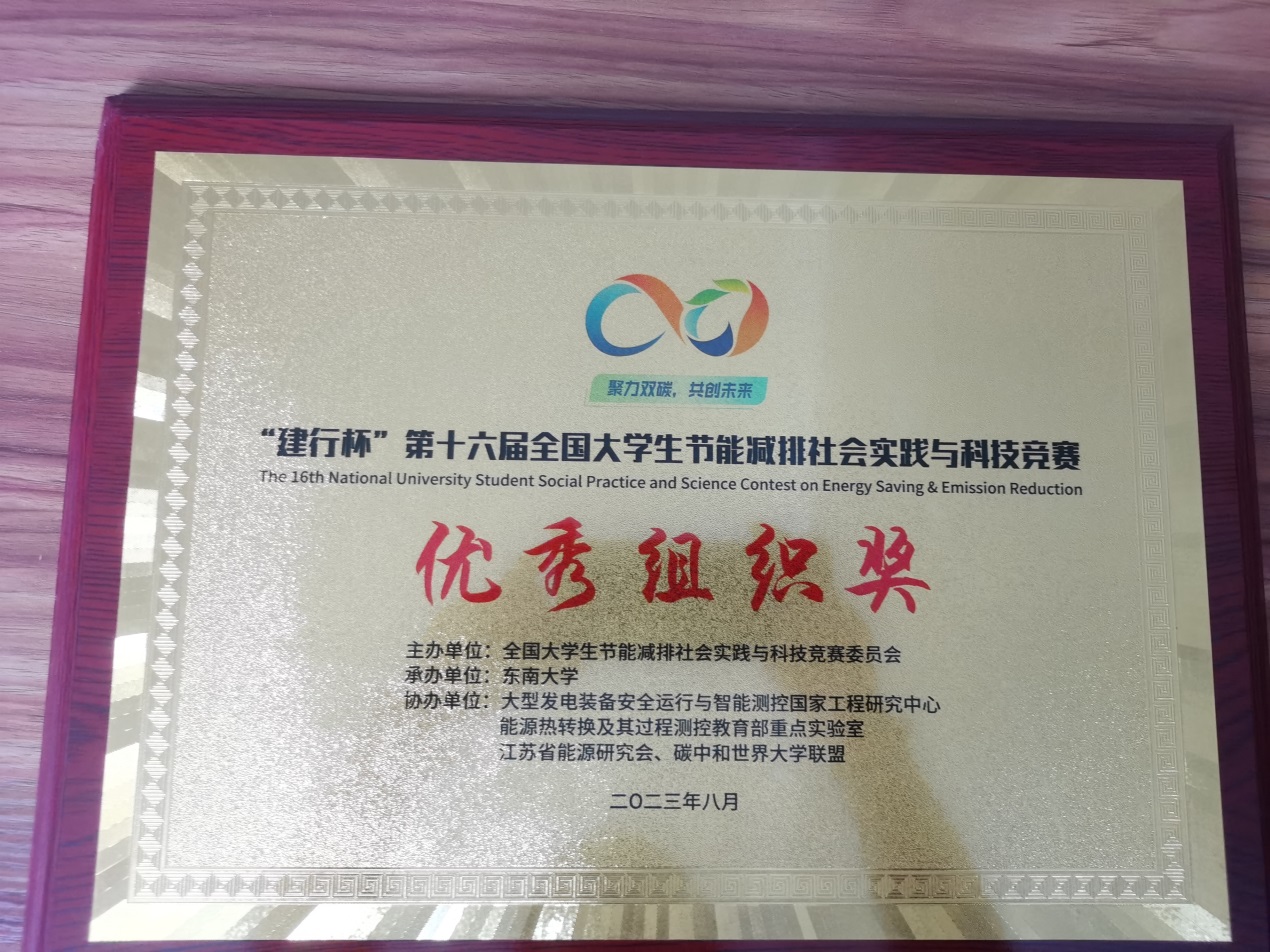 聚力双碳，共创未来
“建行杯”第十六届全国大学生节能减排社会实践与科技竞赛
The 16th National University Student Social Practice and Science Contest on Energy Saving & Emission Reduction
优秀组织奖
主办单位：全国大学生节能减排社会实践与科技竞赛委员会
承办单位：东南大学
协办单位：大型发电装备安全运行与智能测控国家工程研究中心
能源热转换及其过程测控教育部重点实验室
江苏省能源研究会、碳中和世界大学联盟
二〇二三年八月